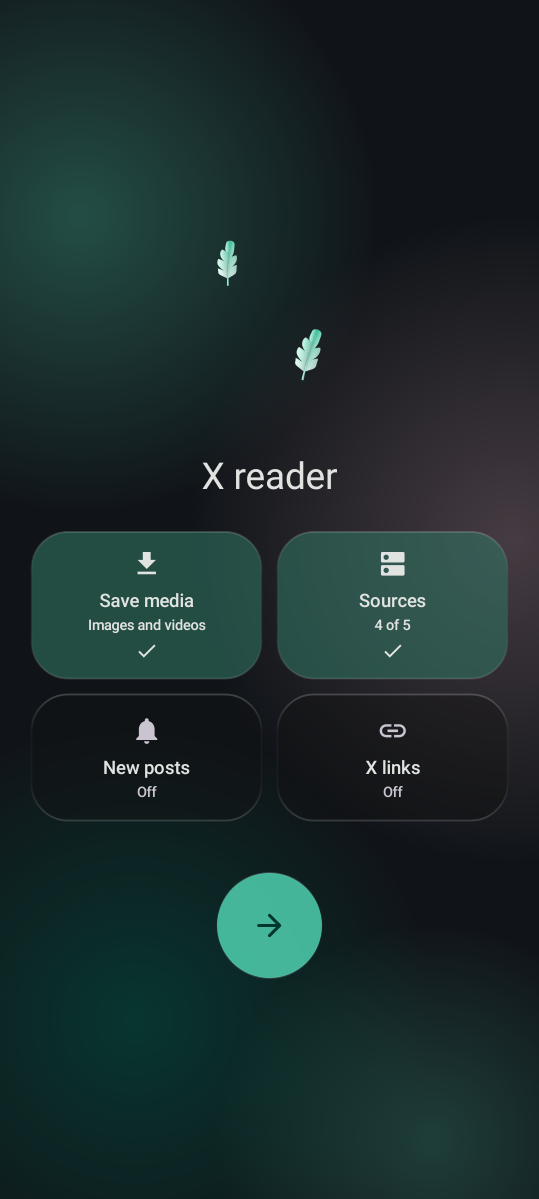 X reader
Save media
Images and videos
Sources
4 of 5
New posts
Off
X links
Off